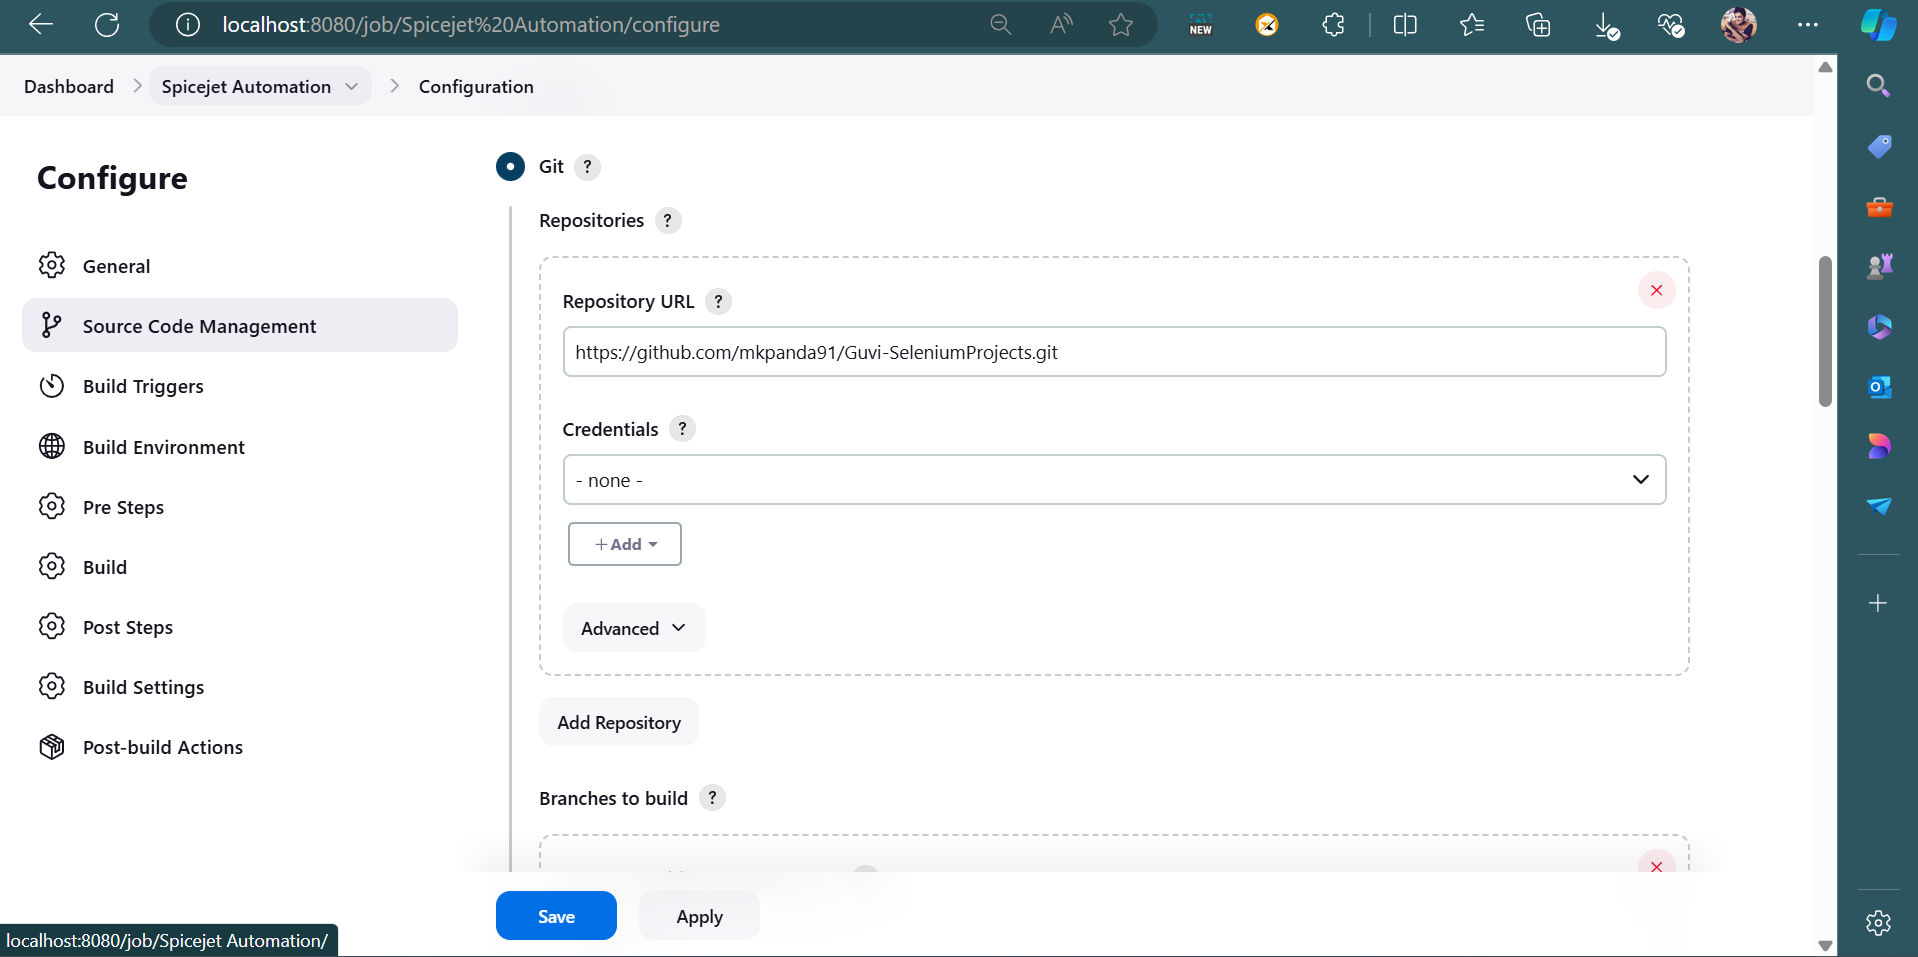 localhost:8080/job/Spicejet%20Automation/configure
NEW
Dashboard
Spicejet Automation
Configuration
Configure
General
Source Code Management
Build Triggers
Build Environment
Pre Steps
Build
Post Steps
Build Settings
Post-build Actions
Git ?
Repositories ?
Repository URL ?
https://github.com/mkpanda91/Guvi-SeleniumProjects.git
Credentials ?
- none -
+ Add
Advanced
Add Repository
Branches to build ?
Save
Apply
localhost:8080/job/Spicejet Automation/